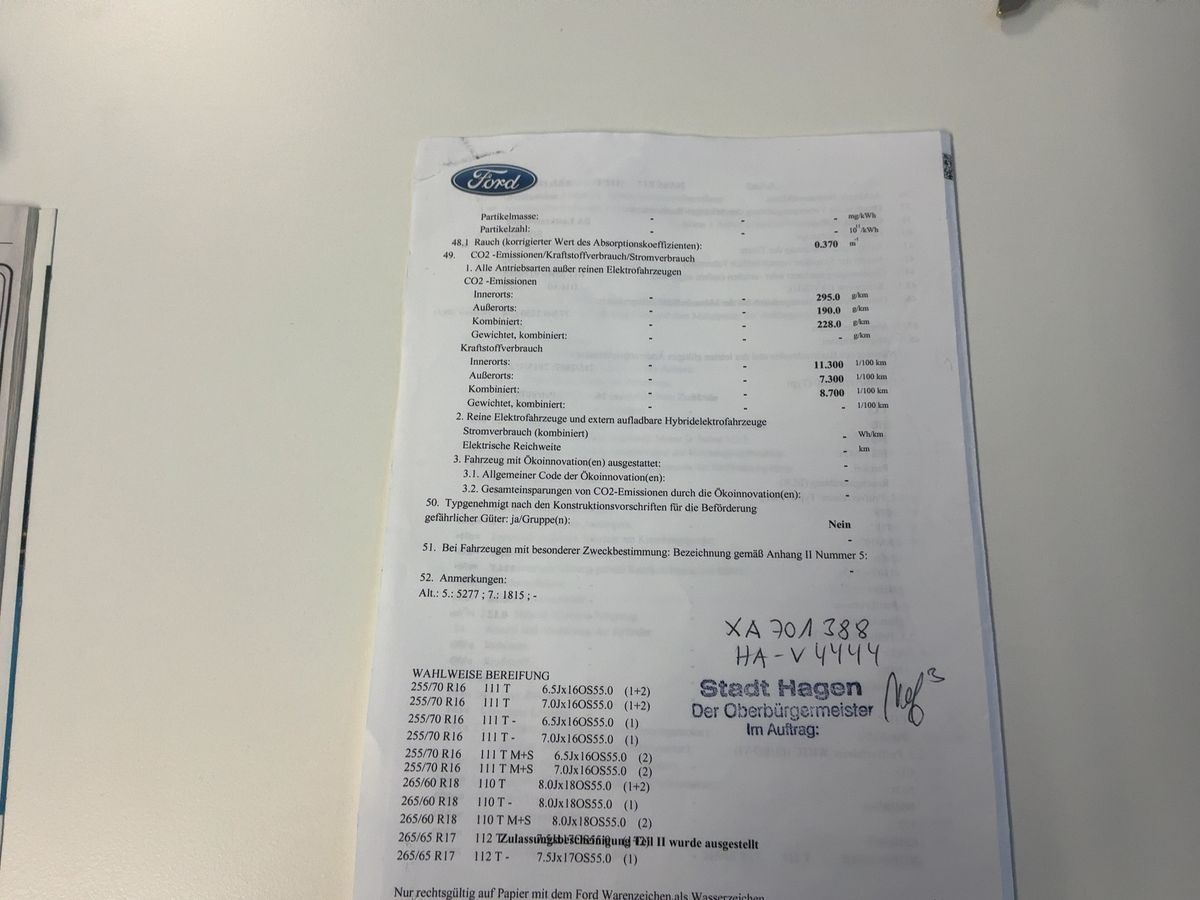 Ford
Partikelmasse: - - - mg/kWh
Partikelzahl: - - - 10¹¹/kWh
48.1 Rauch (korrigierter Wert des Absorptionskoeffizienten): 0.370 m⁻¹
49. CO2 -Emissionen/Kraftstoffverbrauch/Stromverbrauch
1. Alle Antriebsarten außer reinen Elektrofahrzeugen
CO2 -Emissionen
Innerorts: - - 295.0 g/km
Außerorts: - - 190.0 g/km
Kombiniert: - - 228.0 g/km
Gewichtet, kombiniert: - - - g/km
Kraftstoffverbrauch
Innerorts: - - 11.300 1/100 km
Außerorts: - - 7.300 1/100 km
Kombiniert: - - 8.700 1/100 km
Gewichtet, kombiniert: - - - 1/100 km
2. Reine Elektrofahrzeuge und extern aufladbare Hybridelektrofahrzeuge
Stromverbrauch (kombiniert) - Wh/km
Elektrische Reichweite - km
3. Fahrzeug mit Ökoinnovation(en) ausgestattet: -
3.1. Allgemeiner Code der Ökoinnovation(en): -
3.2. Gesamteinsparungen von CO2-Emissionen durch die Ökoinnovation(en): -
50. Typgenehmigt nach den Konstruktionsvorschriften für die Beförderung
gefährlicher Güter: ja/Gruppe(n): Nein
-
51. Bei Fahrzeugen mit besonderer Zweckbestimmung: Bezeichnung gemäß Anhang II Nummer 5:
-
52. Anmerkungen:
Alt.: 5.: 5277 ; 7.: 1815 ; -
XA 701388
HA-V 4444
Stadt Hagen
Der Oberbürgermeister
Im Auftrag:
WAHLWEISE BEREIFUNG
255/70 R16 111 T 6.5Jx16OS55.0 (1+2)
255/70 R16 111 T 7.0Jx16OS55.0 (1+2)
255/70 R16 111 T - 6.5Jx16OS55.0 (1)
255/70 R16 111 T - 7.0Jx16OS55.0 (1)
255/70 R16 111 T M+S 6.5Jx16OS55.0 (2)
255/70 R16 111 T M+S 7.0Jx16OS55.0 (2)
265/60 R18 110 T 8.0Jx18OS55.0 (1+2)
265/60 R18 110 T - 8.0Jx18OS55.0 (1)
265/60 R18 110 T M+S 8.0Jx18OS55.0 (2)
265/65 R17 112 T Zulassungsbescheinigung Teil II wurde ausgestellt
265/65 R17 112 T - 7.5Jx17OS55.0 (1)
Nur rechtsgültig auf Papier mit dem Ford Warenzeichen als Wasserzeichen